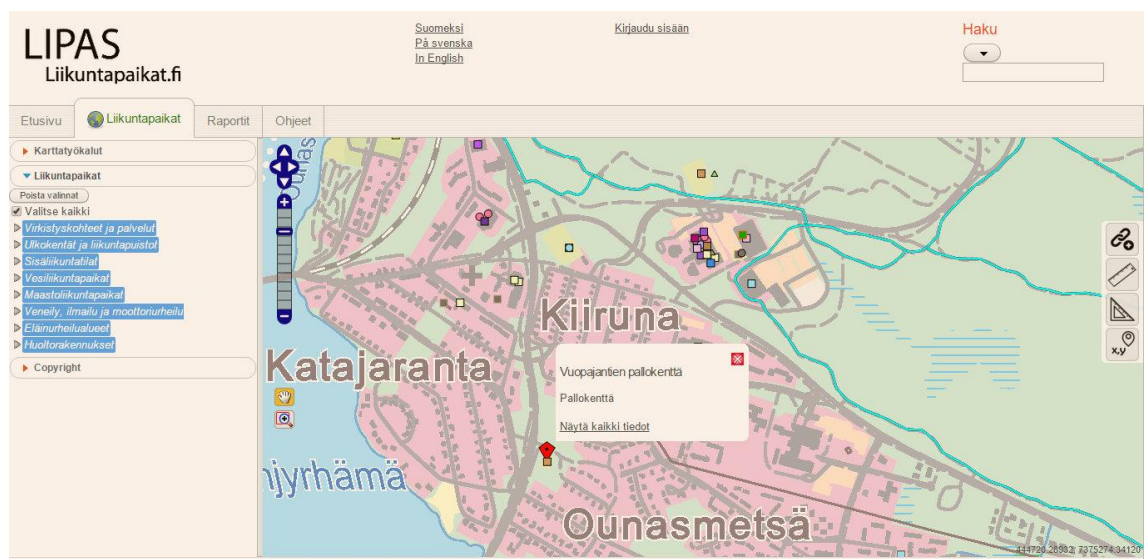 LIPAS
Liikuntapaikat.fi
Suomeksi
På svenska
In English
Kirjaudu sisään
Haku
Etusivu
Liikuntapaikat
Raportit
Ohjeet
Karttatyökalut
Liikuntapaikat
Poista valinnat
Valitse kaikki
Virkistyskohteet ja palvelut
Ulkokentät ja liikuntapuistot
Sisäliikuntatilat
Vesiliikuntapaikat
Maastoliikuntapaikat
Veneily, ilmailu ja moottoriurheilu
Eläinurheilualueet
Huoltorakennukset
Copyright
Ounas
Kiiruna
Katajaranta
Vuopajantien pallokenttä
Pallokenttä
Näytä kaikki tiedot
njyrhämä
Ounasmetsä
x,y